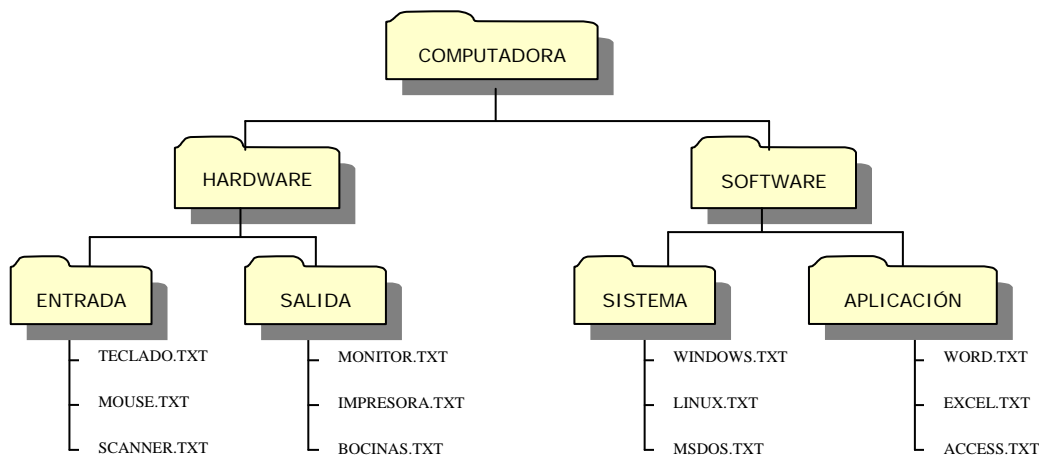 COMPUTADORA
HARDWARE
SOFTWARE
ENTRADA
SALIDA
SISTEMA
APLICACIÓN
TECLADO.TXT
MOUSE.TXT
SCANNER.TXT
MONITOR.TXT
IMPRESORA.TXT
BOCINAS.TXT
WINDOWS.TXT
LINUX.TXT
MSDOS.TXT
WORD.TXT
EXCEL.TXT
ACCESS.TXT